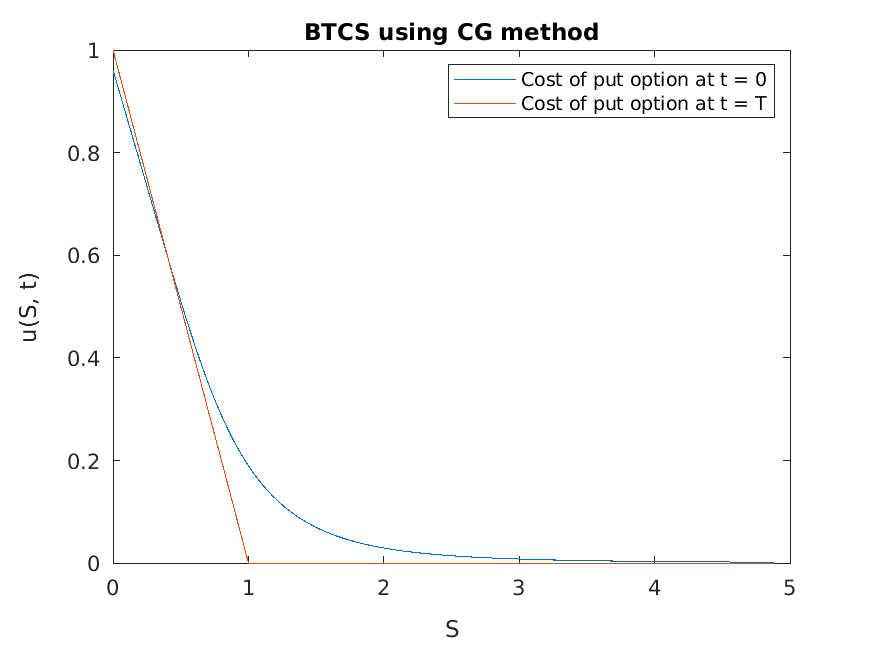 BTCS using CG method
Cost of put option at t = 0
Cost of put option at t = T
1
0.8
0.6
0.4
0.2
0
u(S, t)
0 1 2 3 4 5
S